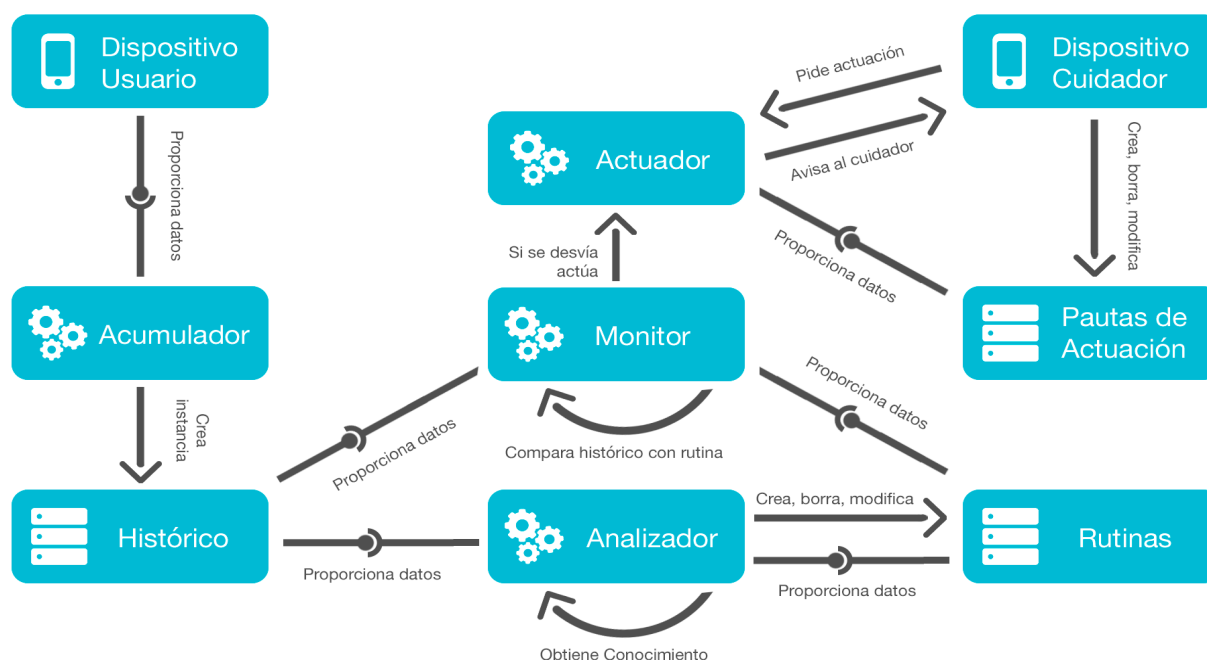 Dispositivo
Usuario
Pide actuación
Dispositivo
Cuidador
Proporciona datos
Actuador
Avisa al cuidador
Crea, borra, modifica
Si se desvía
actúa
Proporciona datos
Acumulador
Monitor
Pautas de
Actuación
Crea
instancia
Proporciona datos
Compara histórico con rutina
Proporciona datos
Histórico
Proporciona datos
Analizador
Crea, borra, modifica
Proporciona datos
Rutinas
Obtiene Conocimiento